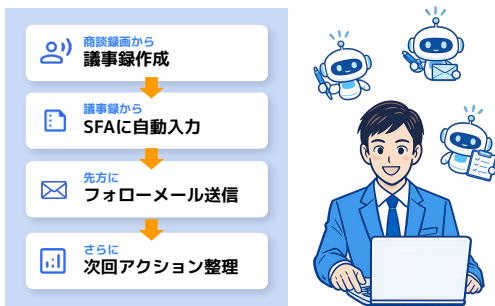 商談録画から
議事録作成
議事録から
SFAに自動入力
先方に
フォローメール送信
さらに
次回アクション整理